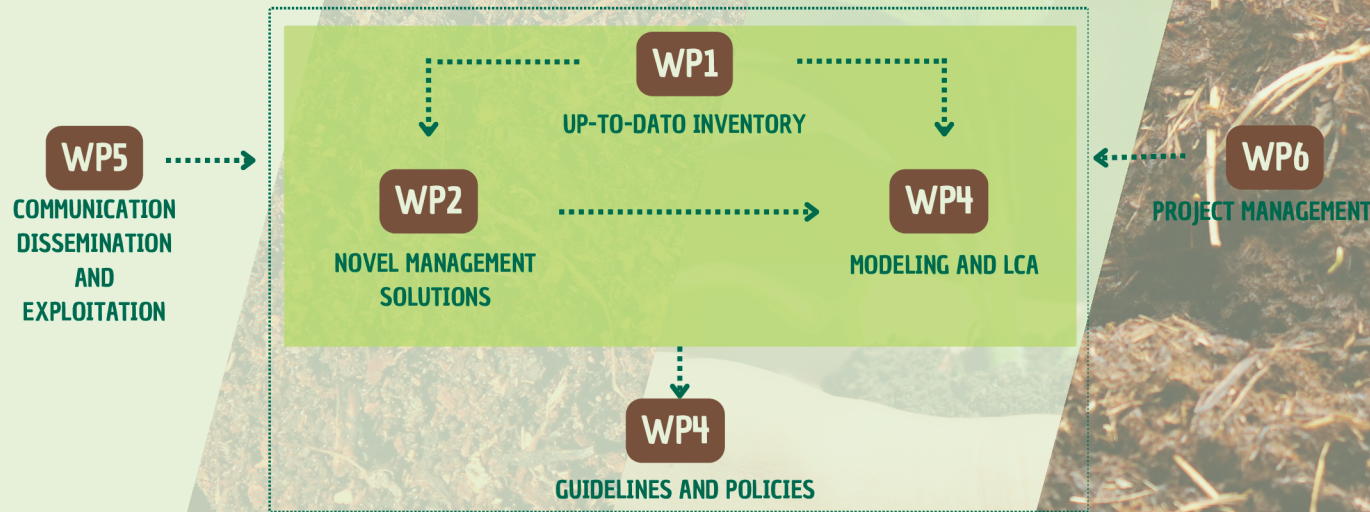 WP1
UP-TO-DATO INVENTORY
WP5
COMMUNICATION
DISSEMINATION
AND
EXPLOITATION
WP2
NOVEL MANAGEMENT
SOLUTIONS
WP4
MODELING AND LCA
WP6
PROJECT MANAGEMENT
WP4
GUIDELINES AND POLICIES